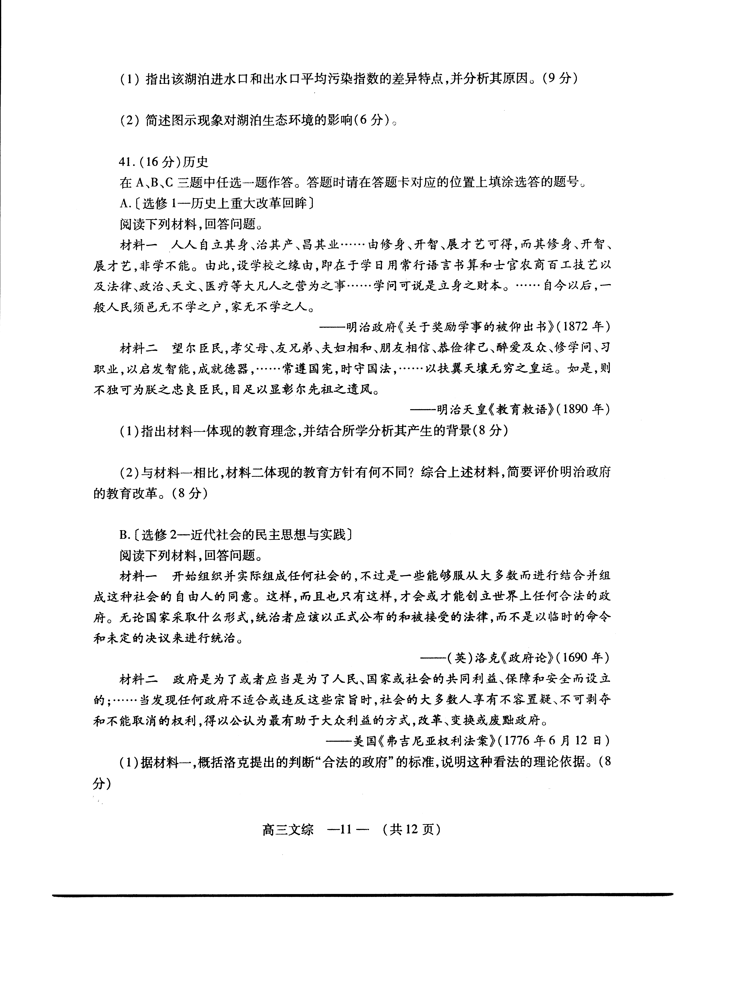 (1) 指出该湖泊进水口和出水口平均污染指数的差异特点,并分析其原因。(9 分)
(2) 简述图示现象对湖泊生态环境的影响(6 分)。
41.(16 分)历史
在 A、B、C 三题中任选一题作答。答题时请在答题卡对应的位置上填涂选答的题号。
A.〔选修 1—历史上重大改革回眸〕
阅读下列材料,回答问题。
材料一　人人自立其身、治其产、昌其业……由修身、开智、展才艺可得,而其修身、开智、
展才艺,非学不能。由此,设学校之缘由,即在于学日用常行语言书算和士官农商百工技艺以
及法律、政治、天文、医疗等大凡人之营为之事……学问可说是立身之财本。……自今以后,一
般人民须邑无不学之户,家无不学之人。
——明治政府《关于奖励学事的被仰出书》(1872 年)
材料二　望尔臣民,孝父母、友兄弟、夫妇相和、朋友相信、恭俭律己、醉爱及众、修学问、习
职业,以启发智能,成就德器,……常遵国宪,时守国法,……以扶翼天壤无穷之皇运。如是,则
不独可为朕之忠良臣民,目足以显彰尔先祖之遗风。
——明治天皇《教育敕语》(1890 年)
(1)指出材料一体现的教育理念,并结合所学分析其产生的背景(8 分)
(2)与材料一相比,材料二体现的教育方针有何不同? 综合上述材料,简要评价明治政府
的教育改革。(8 分)
B.〔选修 2—近代社会的民主思想与实践〕
阅读下列材料,回答问题。
材料一　开始组织并实际组成任何社会的,不过是一些能够服从大多数而进行结合并组
成这种社会的自由人的同意。这样,而且也只有这样,才会或才能创立世界上任何合法的政
府。无论国家采取什么形式,统治者应该以正式公布的和被接受的法律,而不是以临时的命令
和未定的决议来进行统治。
——(英)洛克《政府论》(1690 年)
材料二　政府是为了或者应当是为了人民、国家或社会的共同利益、保障和安全而设立
的;……当发现任何政府不适合或违反这些宗旨时,社会的大多数人享有不容置疑、不可剥夺
和不能取消的权利,得以公认为最有助于大众利益的方式,改革、变换或废黜政府。
——美国《弗吉尼亚权利法案》(1776 年 6 月 12 日)
(1)据材料一,概括洛克提出的判断“合法的政府”的标准,说明这种看法的理论依据。(8
分)
高三文综　—11—　(共 12 页)